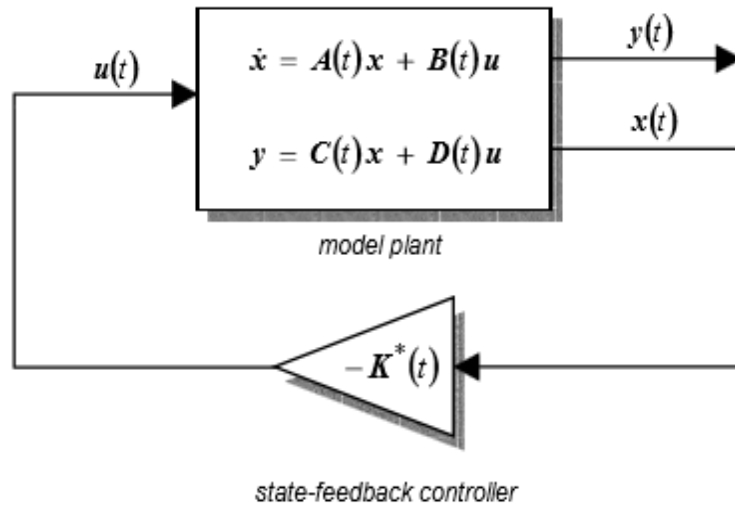 u(t)
ẋ = A(t)x + B(t)u
y = C(t)x + D(t)u
y(t)
x(t)
model plant
−K*(t)
state-feedback controller